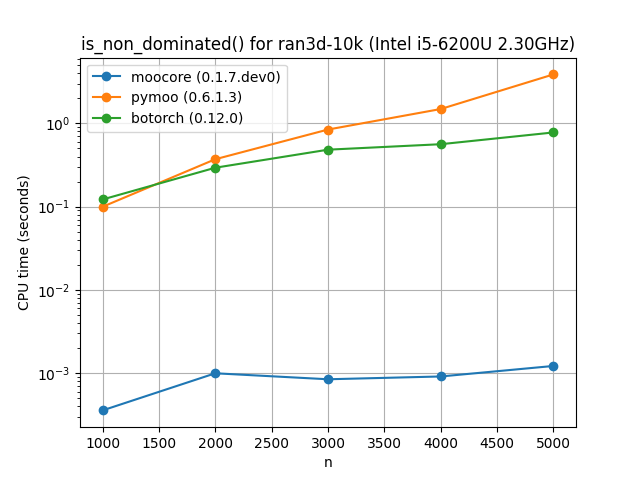 is_non_dominated() for ran3d-10k (Intel i5-6200U 2.30GHz)
moocore (0.1.7.dev0)
pymoo (0.6.1.3)
botorch (0.12.0)
CPU time (seconds)
10⁰
10⁻¹
10⁻²
10⁻³
1000 1500 2000 2500 3000 3500 4000 4500 5000
n